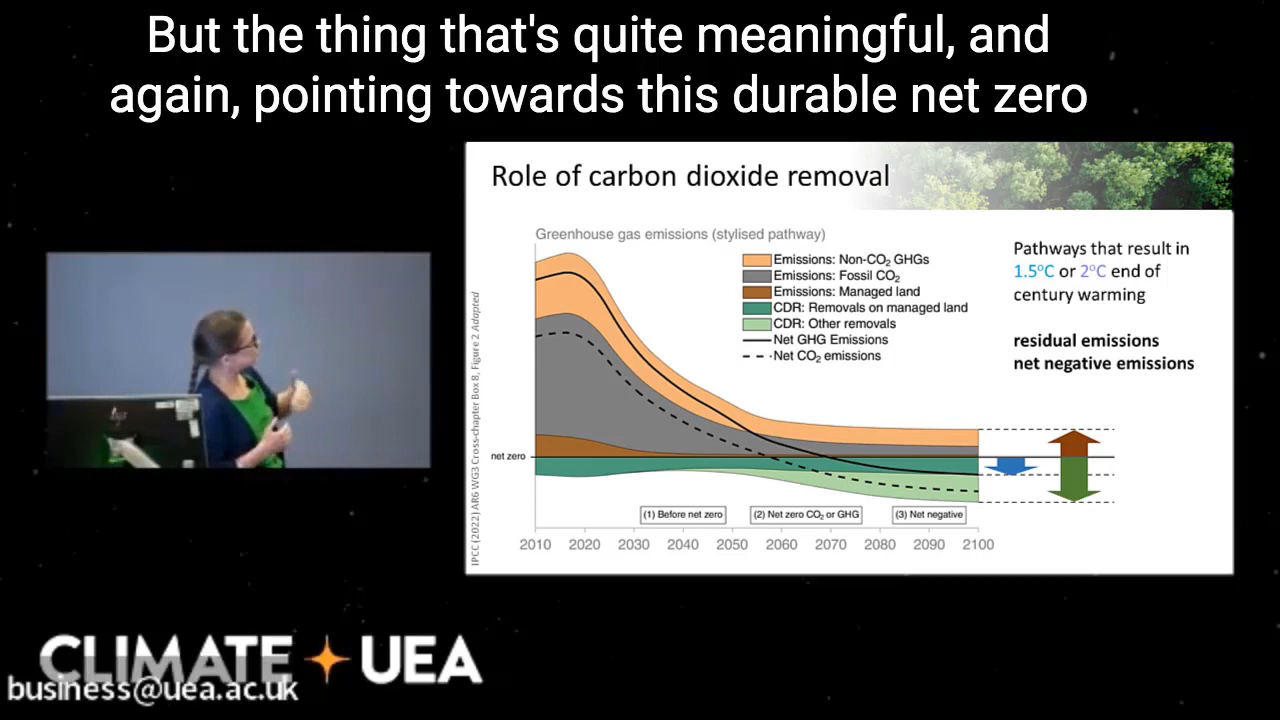 But the thing that's quite meaningful, and
again, pointing towards this durable net zero
Role of carbon dioxide removal
Greenhouse gas emissions (stylised pathway)
Emissions: Non-CO₂ GHGs
Emissions: Fossil CO₂
Emissions: Managed land
CDR: Removals on managed land
CDR: Other removals
Net GHG Emissions
Net CO₂ emissions
Pathways that result in
1.5°C or 2°C end of
century warming
residual emissions
net negative emissions
IPCC (2022) AR6 WG3 Cross-chapter Box 8, Figure 2 Adapted
net zero
(1) Before net zero
(2) Net zero CO₂ or GHG
(3) Net negative
2010 2020 2030 2040 2050 2060 2070 2080 2090 2100
CLIMATE UEA
business@uea.ac.uk